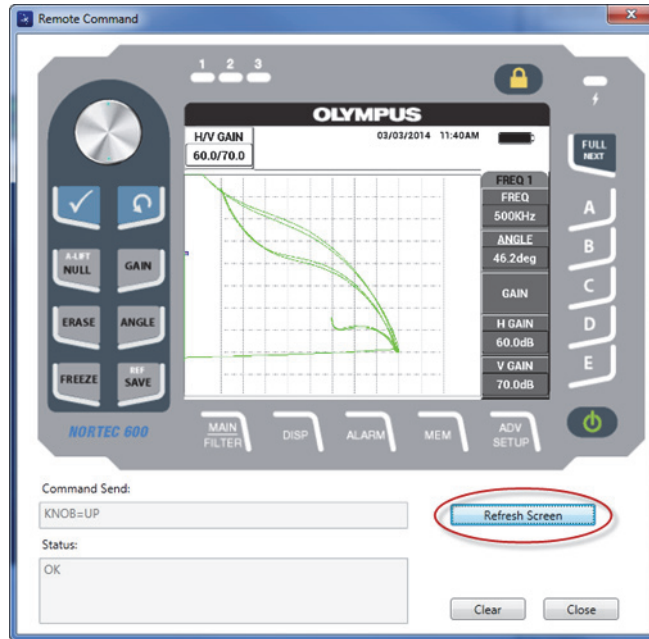 Remote Command
1 2 3
OLYMPUS
H/V GAIN
60.0/70.0
03/03/2014 11:40AM
FULL
NEXT
FREQ 1
FREQ
500KHz
ANGLE
46.2deg
GAIN
H GAIN
60.0dB
V GAIN
70.0dB
A-LIFT
NULL
GAIN
ERASE
ANGLE
FREEZE
REF
SAVE
A
B
C
D
E
NORTEC 600
MAIN
FILTER
DISP
ALARM
MEM
ADV
SETUP
Command Send:
KNOB=UP
Refresh Screen
Status:
OK
Clear
Close